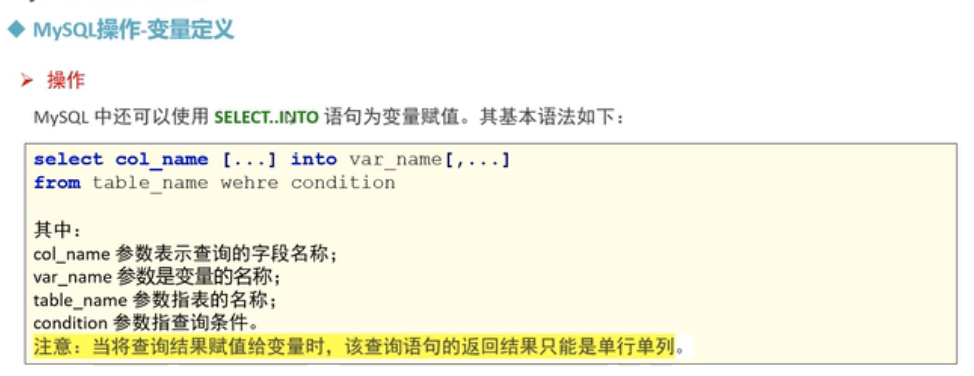 MySQL操作-变量定义
操作
MySQL 中还可以使用 SELECT..INTO 语句为变量赋值。其基本语法如下：
select col_name [...] into var_name[,...]
from table_name wehre condition
其中：
col_name 参数表示查询的字段名称；
var_name 参数是变量的名称；
table_name 参数指表的名称；
condition 参数指查询条件。
注意：当将查询结果赋值给变量时，该查询语句的返回结果只能是单行单列。